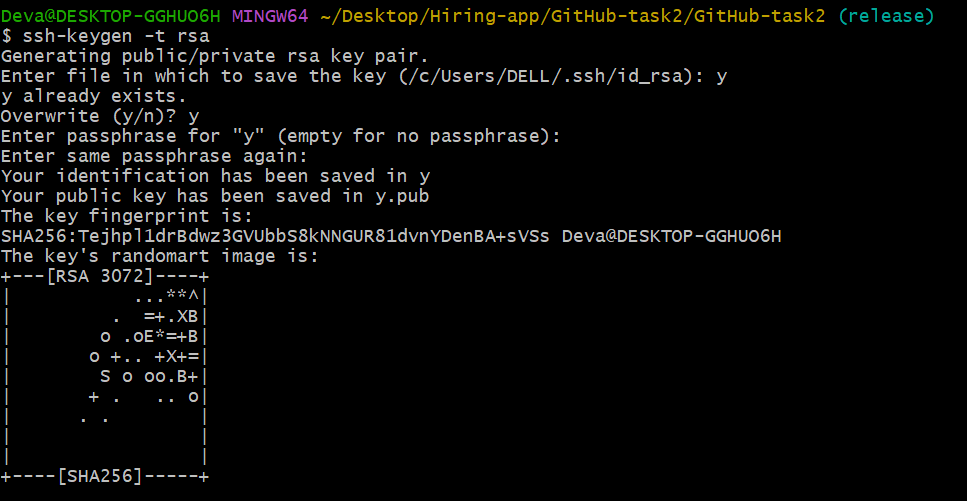 Deva@DESKTOP-GGHUO6H MINGW64 ~/Desktop/Hiring-app/GitHub-task2/GitHub-task2 (release)
$ ssh-keygen -t rsa
Generating public/private rsa key pair.
Enter file in which to save the key (/c/Users/DELL/.ssh/id_rsa): y
y already exists.
Overwrite (y/n)? y
Enter passphrase for "y" (empty for no passphrase):
Enter same passphrase again:
Your identification has been saved in y
Your public key has been saved in y.pub
The key fingerprint is:
SHA256:Tejhpl1drBdwz3GVUbbS8kNNGUR81dvnYDenBA+sVSs Deva@DESKTOP-GGHUO6H
The key's randomart image is:
+---[RSA 3072]----+
|           ...**^|
|         .  =+.XB|
|        o .oE*=+B|
|       o +.. +X+=|
|        S o oo.B+|
|       + .   .. o|
|      . .        |
|                 |
|                 |
+----[SHA256]-----+